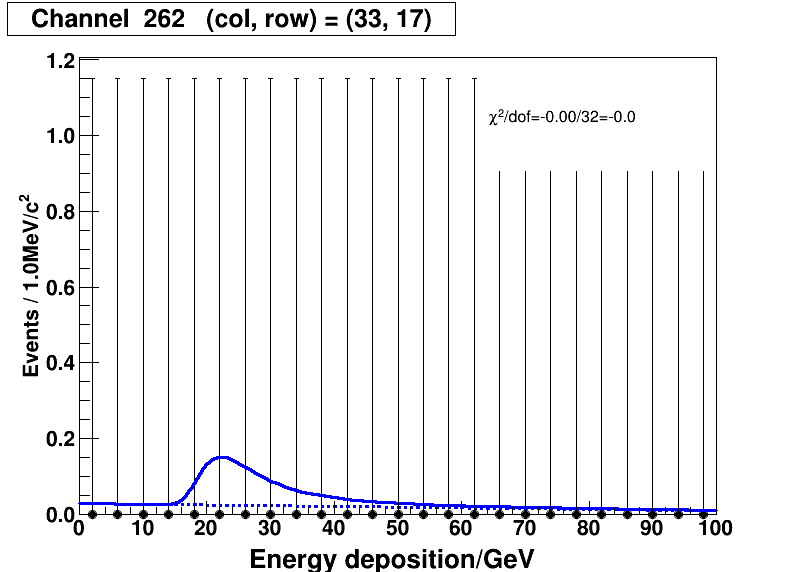 Channel 262 (col, row) = (33, 17)
1.2
χ²/dof=-0.00/32=-0.0
1.0
0.8
0.6
0.4
0.2
0.0
Events / 1.0MeV/c²
0 10 20 30 40 50 60 70 80 90 100
Energy deposition/GeV